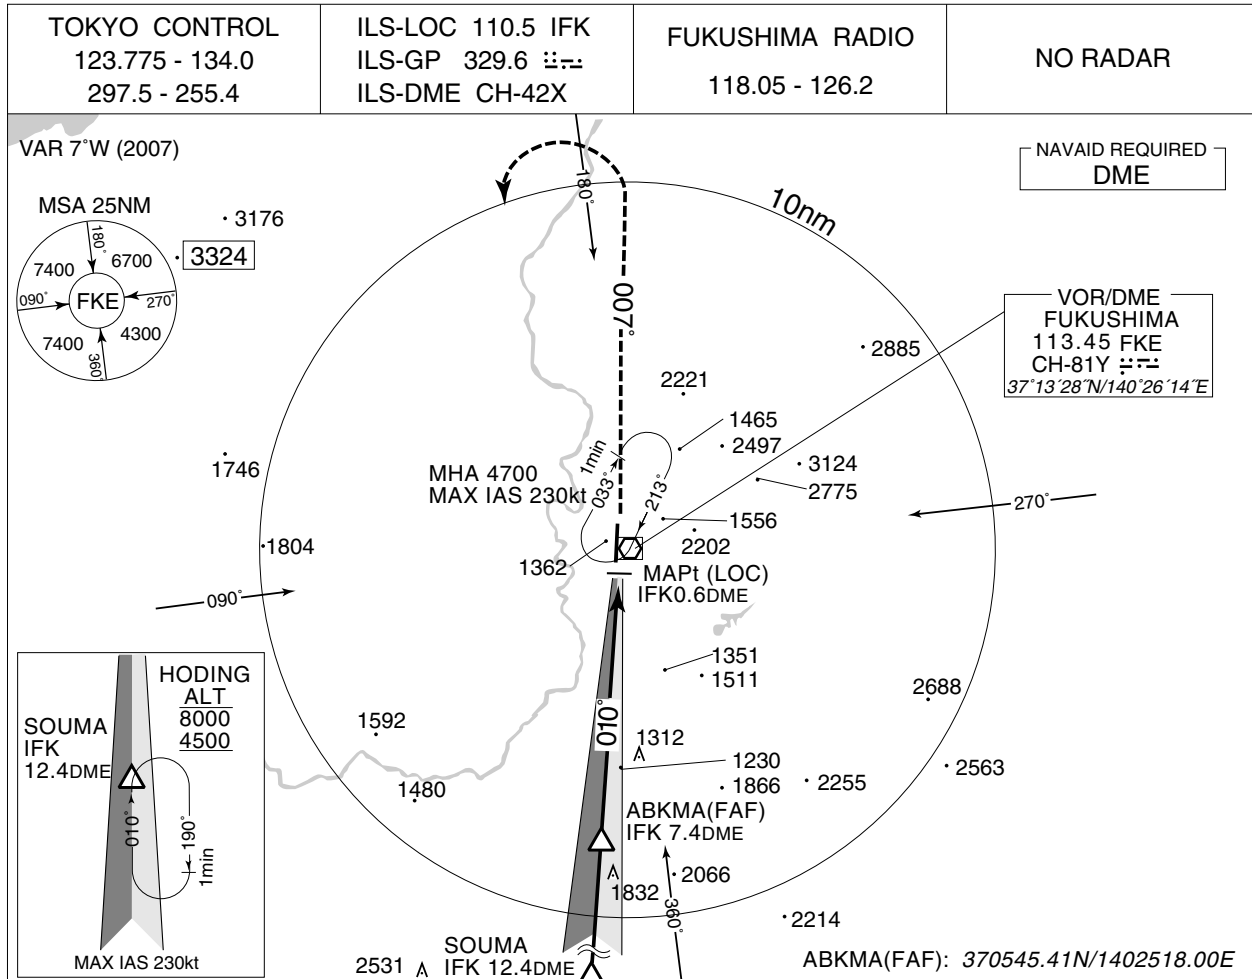 TOKYO CONTROL
123.775 - 134.0
297.5 - 255.4
ILS-LOC 110.5 IFK
ILS-GP 329.6
ILS-DME CH-42X
FUKUSHIMA RADIO
118.05 - 126.2
NO RADAR
VAR 7°W (2007)
NAVAID REQUIRED
DME
MSA 25NM
180°
6700
7400
090°
FKE
270°
7400
4300
360°
3176
3324
180°
10nm
007°
VOR/DME
FUKUSHIMA
113.45 FKE
CH-81Y
37°13´28˝N/140°26´14˝E
2885
2221
1465
2497
3124
2775
1746
MHA 4700
MAX IAS 230kt
1min
033°
213°
270°
1556
2202
1804
1362
MAPt (LOC)
IFK0.6DME
090°
1351
1511
2688
HODING
ALT
8000
4500
SOUMA
IFK
12.4DME
010°
190°
1min
MAX IAS 230kt
1592
010°
1312
1230
1866
2255
2563
1480
ABKMA(FAF)
IFK 7.4DME
2066
1832
360°
2214
2531
SOUMA
IFK 12.4DME
ABKMA(FAF): 370545.41N/1402518.00E